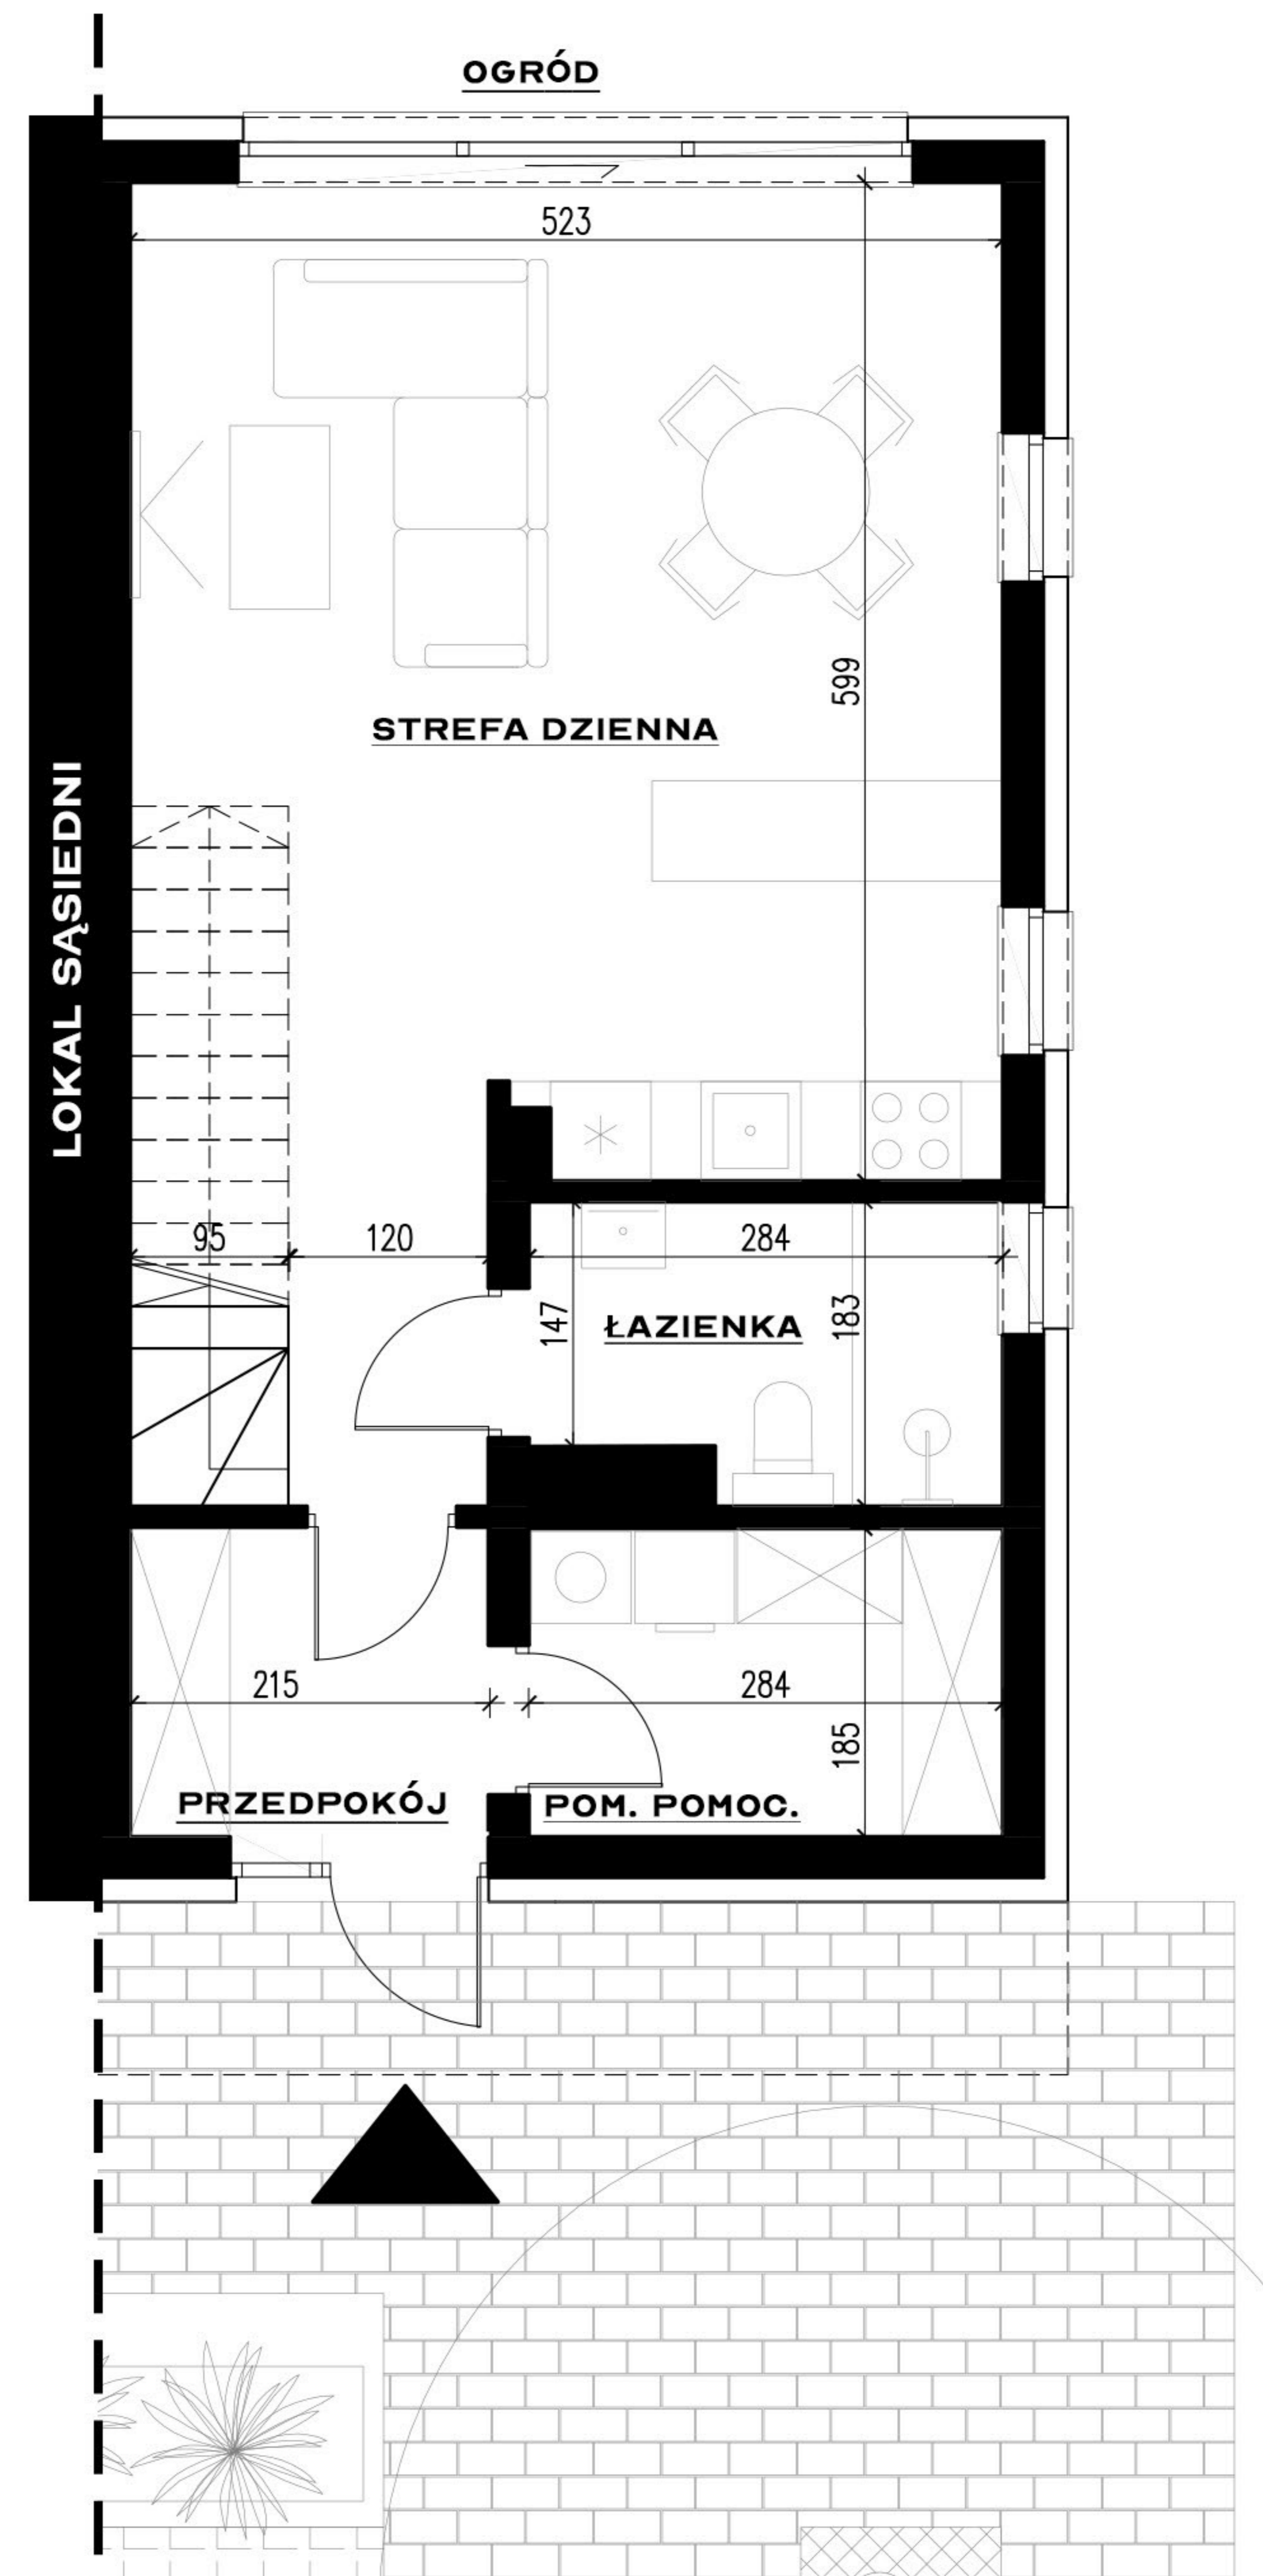 OGRÓD
523
599
STREFA DZIENNA
LOKAL SĄSIEDNI
95
120
284
147
ŁAZIENKA
183
215
284
185
PRZEDPOKÓJ
POM. POMOC.